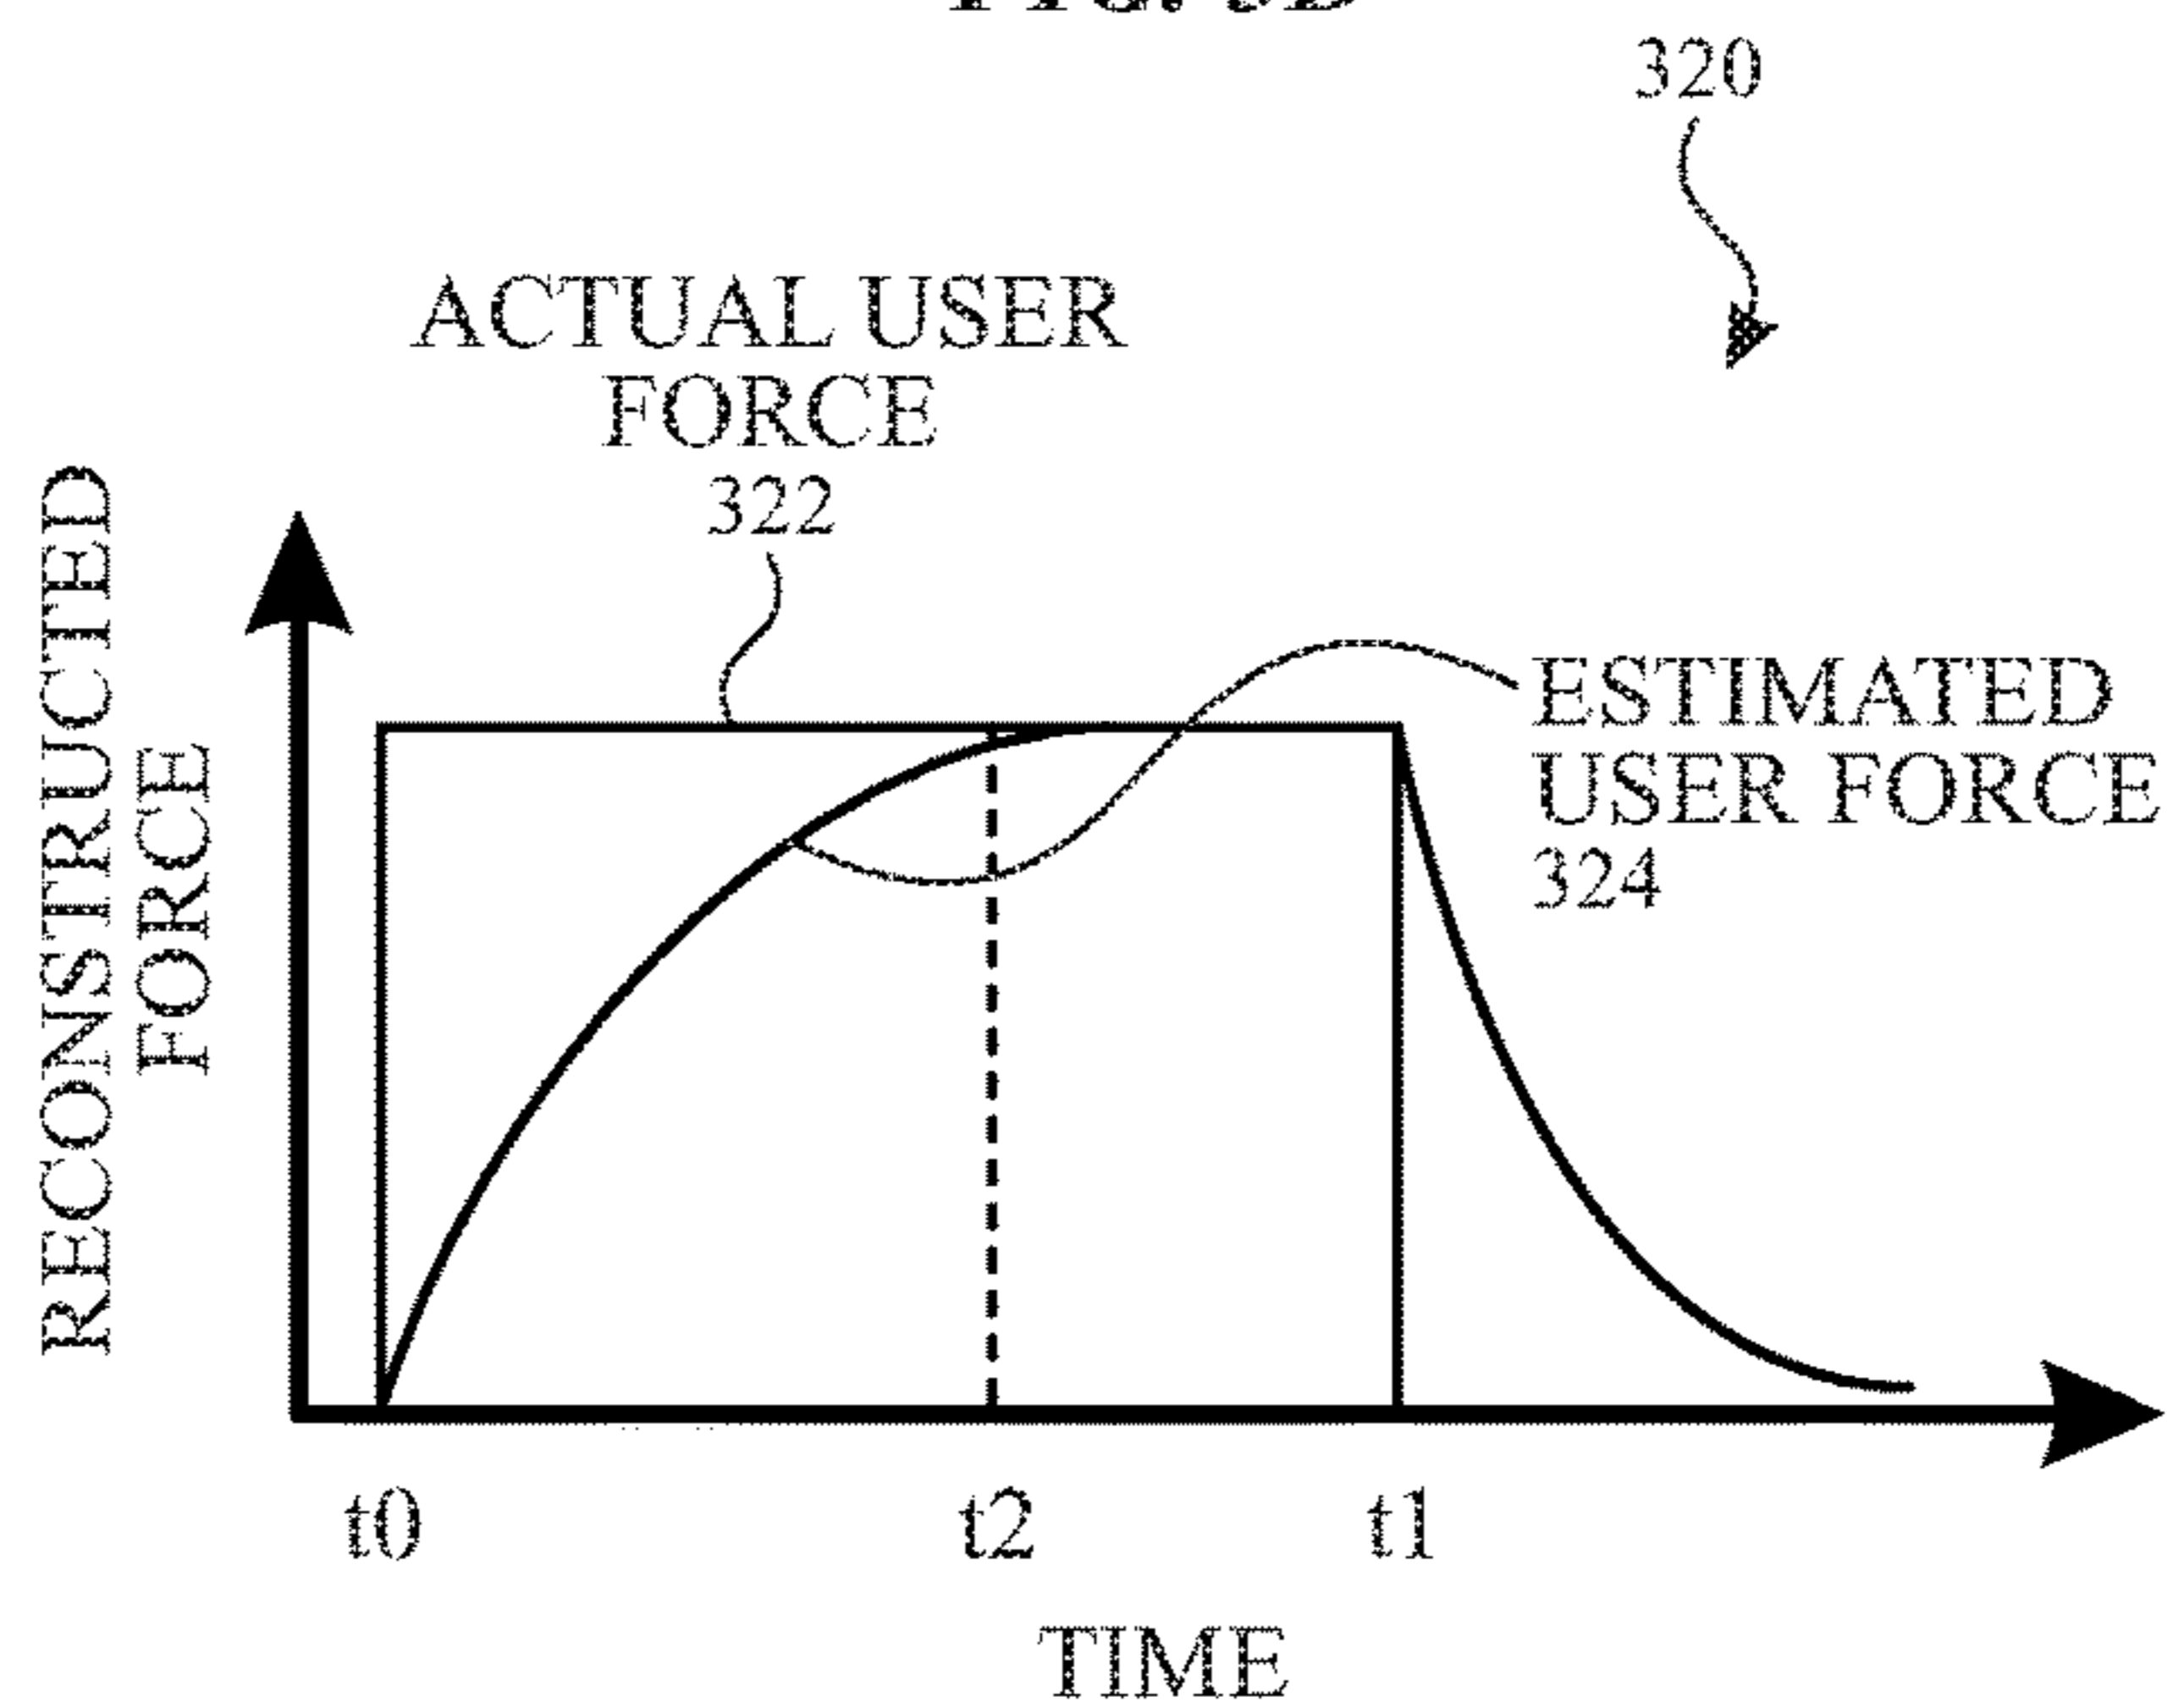 320
ACTUAL USER
FORCE
322
RECONSTRUCTED
FORCE
ESTIMATED
USER FORCE
324
t0
t2
t1
TIME